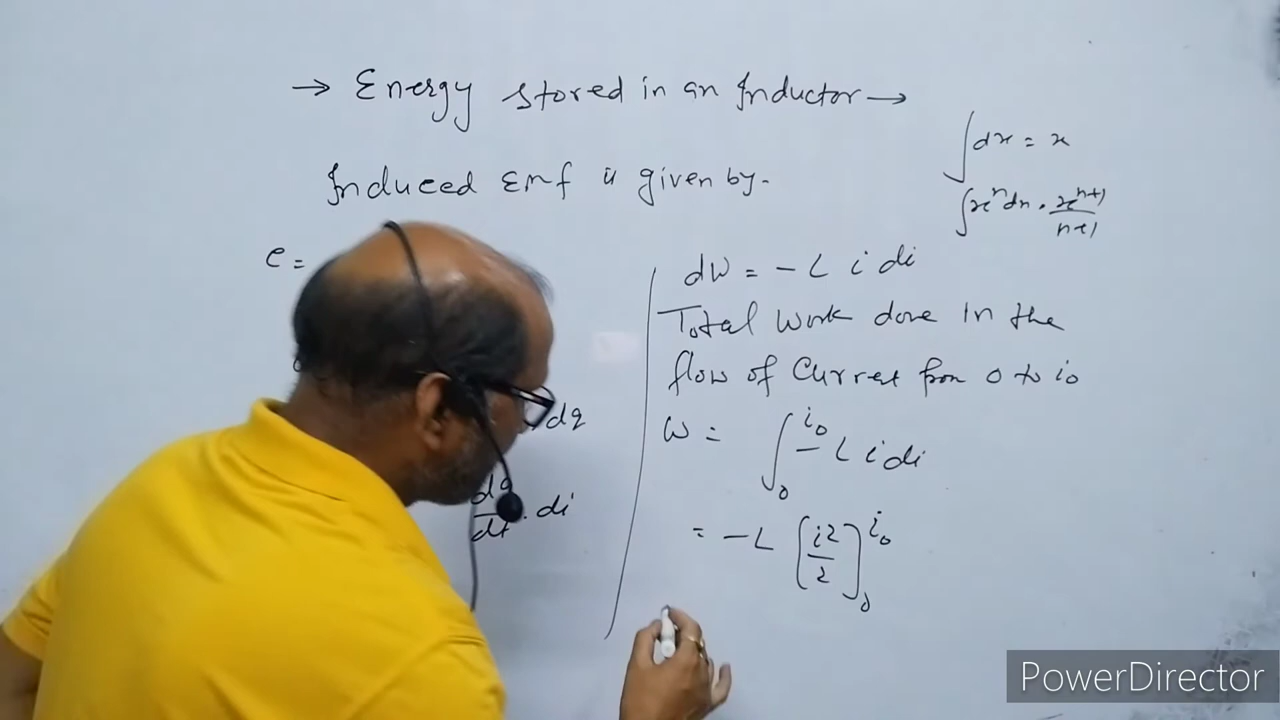 → Energy stored in an Inductor →
Induced Emf is given by.
e =
dq
dq/dt . di
∫dx = x
∫xⁿdx = xⁿ⁺¹/n+1
dW = -L i di
Total Work done in the
flow of Current from 0 to i₀
W = ∫₀^i₀ -L i di
= -L [i²/2]₀^i₀
PowerDirector